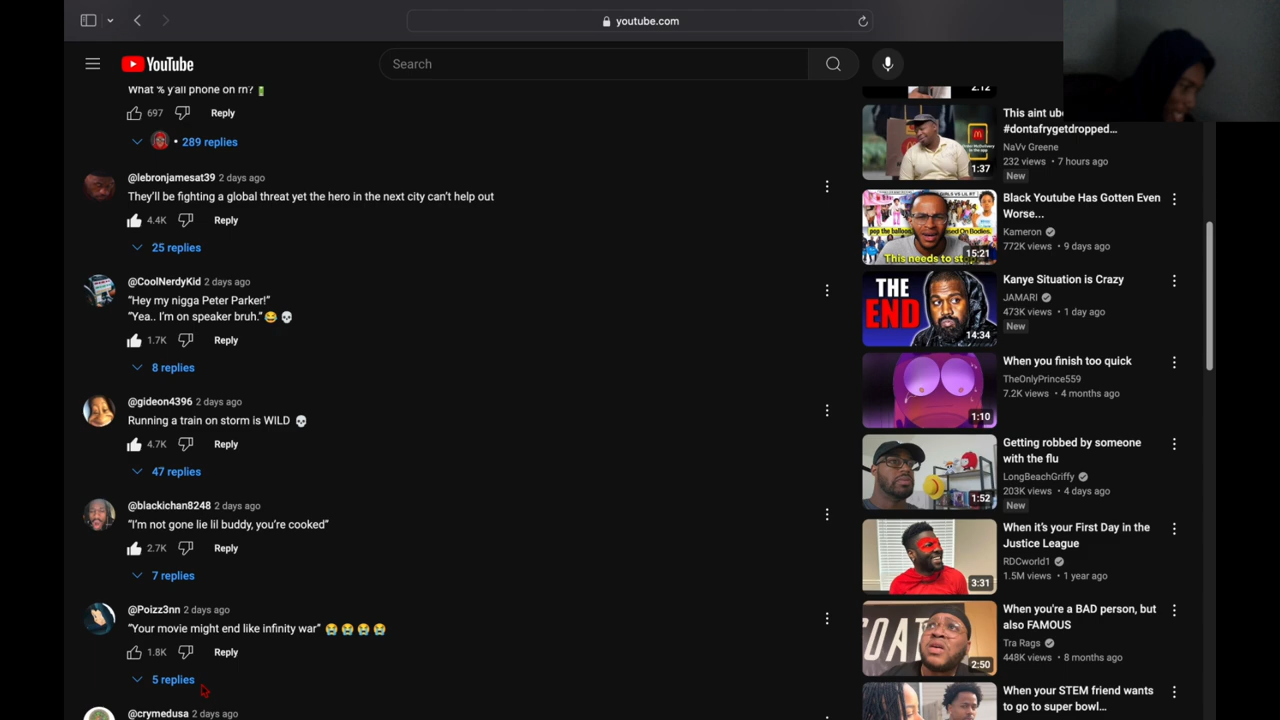 youtube.com
YouTube
Search
What % y'all phone on rn?
697
Reply
289 replies
@lebronjamgnat39 2 days ago
They'll be fighting a global threat yet the hero in the next city can't help out
4.4K
Reply
25 replies
@CoolNerdyKid 2 days ago
"Hey my nigga Peter Parker!"
"Yea.. I'm on speaker bruh."😂 💀
1.7K
Reply
8 replies
@gideon4396 2 days ago
Running a train on storm is WILD 💀
4.7K
Reply
47 replies
@blackichan8248 2 days ago
"I'm not gone lie lil buddy, you're cooked"
2.7K
Reply
7 replies
@Poizz3nn 2 days ago
"Your movie might end like infinity war" 😭 😭 😭 😭
1.8K
Reply
5 replies
@crymedusa 2 days ago
2:12
This aint
#dontafrygetdropped...
NaVv Greene
232 views • 7 hours ago
New
1:37
Black Youtube Has Gotten Even
Worse...
Kameron
772K views • 9 days ago
pop the balloon
This needs to
15:21
Kanye Situation is Crazy
JAMARI
473K views • 1 day ago
New
THE
END
14:34
When you finish too quick
TheOnlyPrince559
7.2K views • 4 months ago
1:10
Getting robbed by someone
with the flu
LongBeachGriffy
203K views • 4 days ago
New
1:52
When it's your First Day in the
Justice League
RDCworld1
1.5M views • 1 year ago
3:31
When you're a BAD person, but
also FAMOUS
Tra Rags
448K views • 8 months ago
2:50
When your STEM friend wants
to go to super bowl...